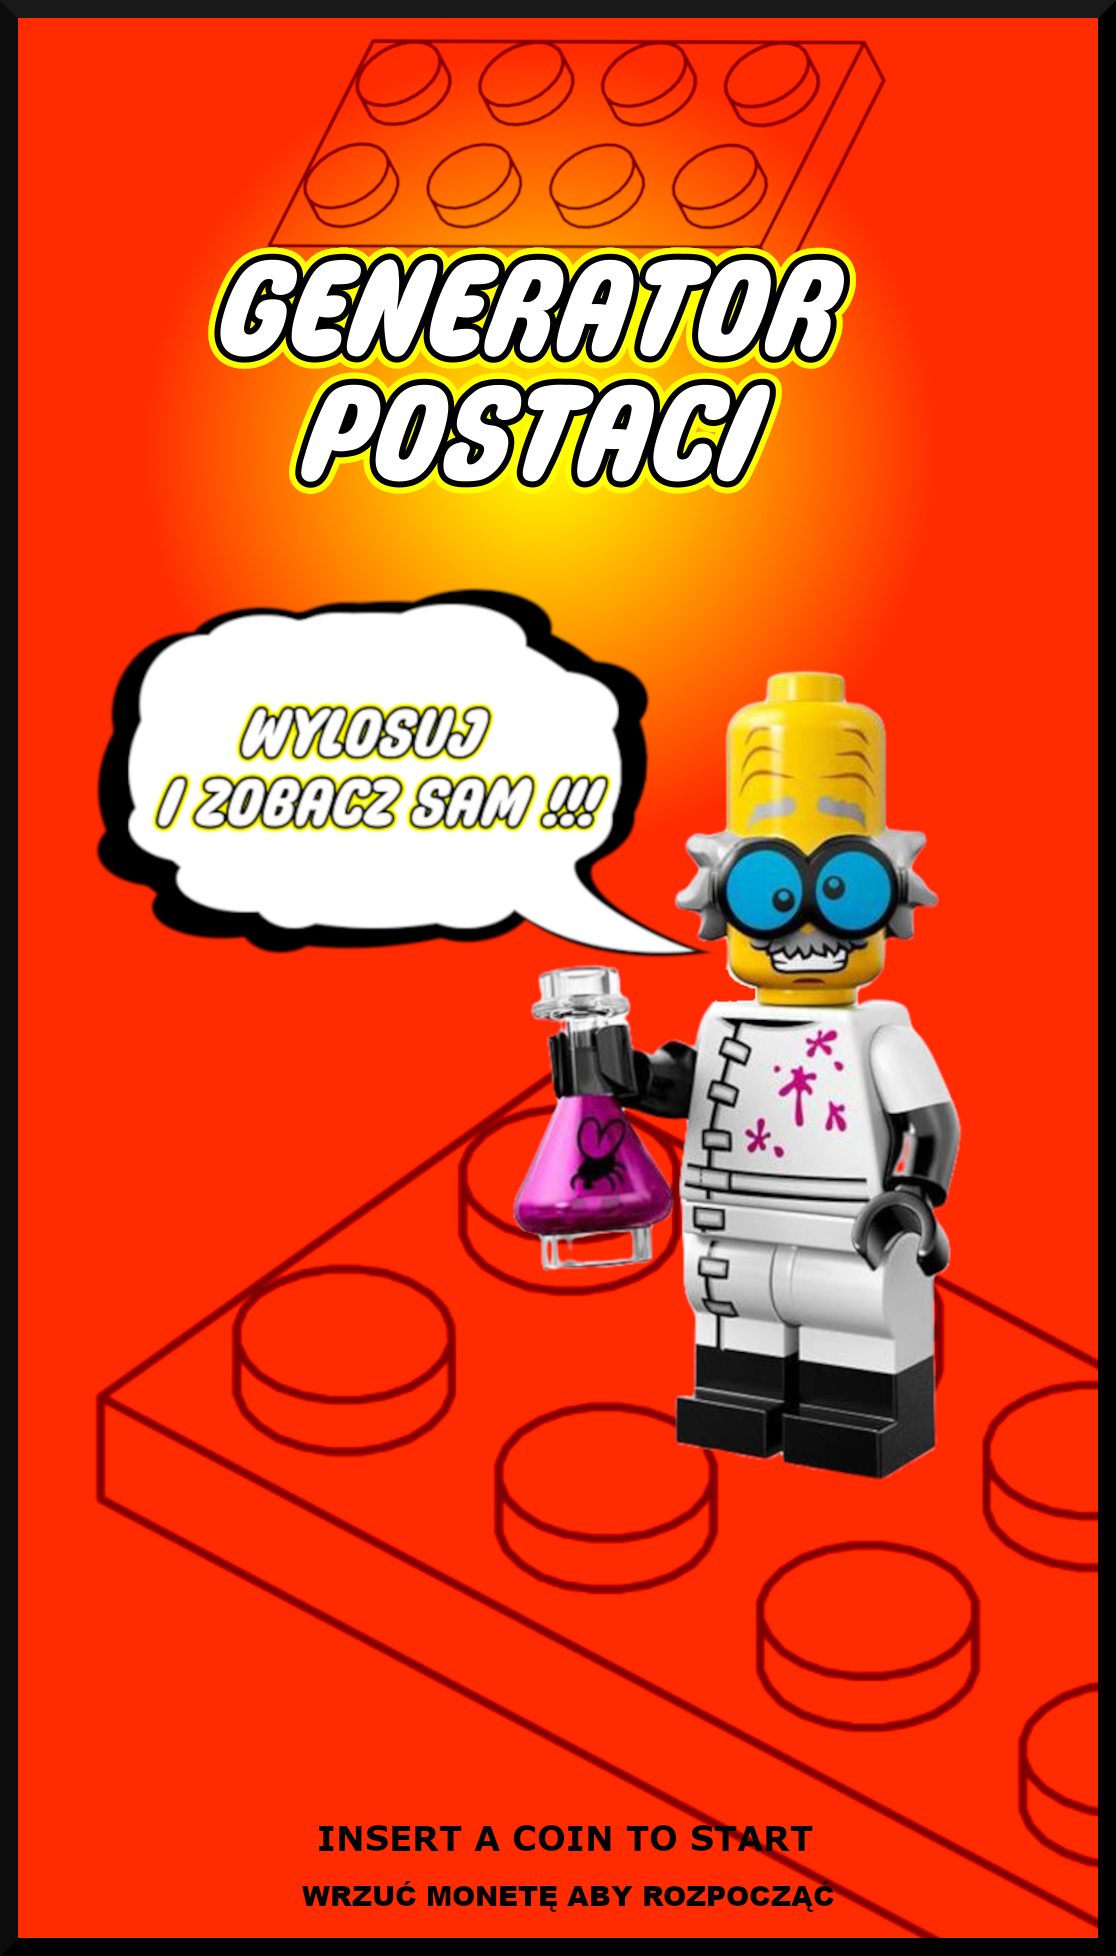 GENERATOR
POSTACI
WYLOSUJ
I ZOBACZ SAM !!!
INSERT A COIN TO START
WRZUĆ MONETĘ ABY ROZPOCZĄĆ